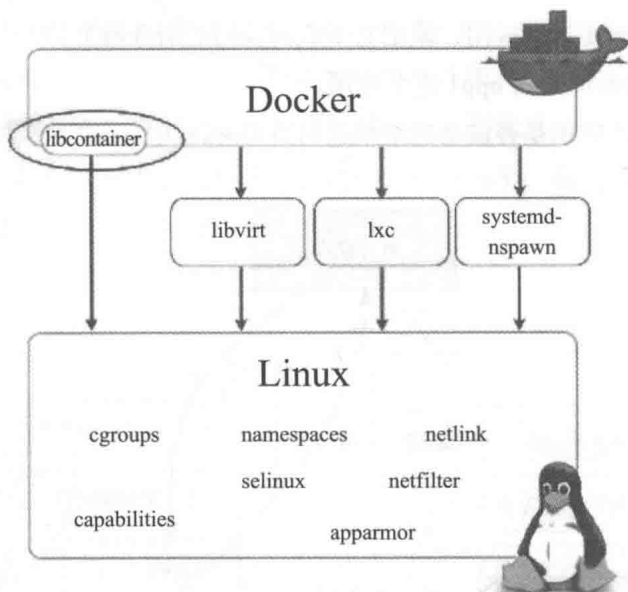 Docker
libcontainer
libvirt
lxc
systemd-
nspawn
Linux
cgroups
namespaces
netlink
selinux
netfilter
capabilities
apparmor